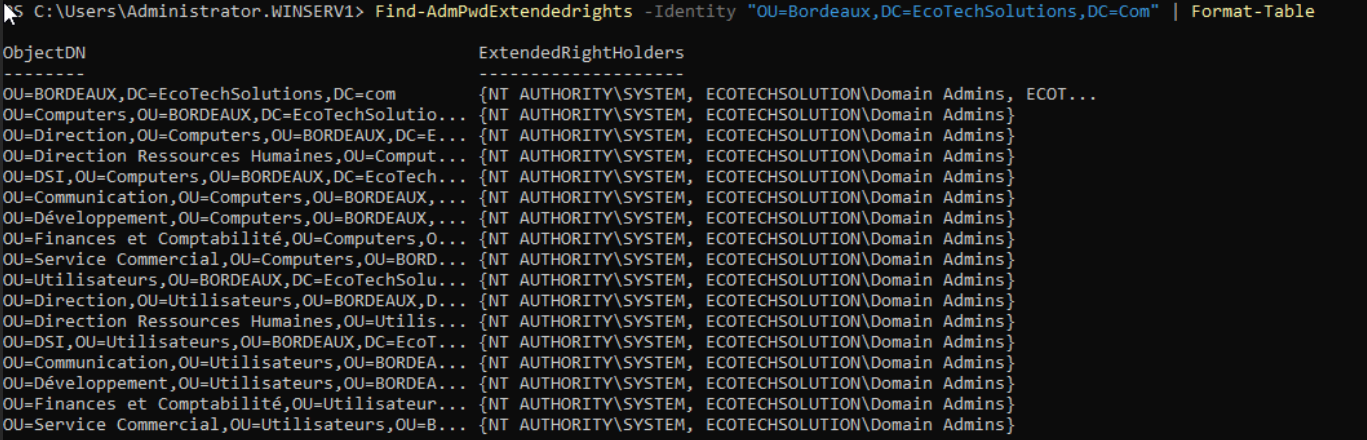 PS C:\Users\Administrator.WINSERV1> Find-AdmPwdExtendedrights -Identity "OU=Bordeaux,DC=EcoTechSolutions,DC=Com" | Format-Table
ObjectDN ExtendedRightHolders
-------- --------------------
OU=BORDEAUX,DC=EcoTechSolutions,DC=com {NT AUTHORITY\SYSTEM, ECOTECHSOLUTION\Domain Admins, ECOT...
OU=Computers,OU=BORDEAUX,DC=EcoTechSolutio... {NT AUTHORITY\SYSTEM, ECOTECHSOLUTION\Domain Admins}
OU=Direction,OU=Computers,OU=BORDEAUX,DC=E... {NT AUTHORITY\SYSTEM, ECOTECHSOLUTION\Domain Admins}
OU=Direction Ressources Humaines,OU=Comput... {NT AUTHORITY\SYSTEM, ECOTECHSOLUTION\Domain Admins}
OU=DSI,OU=Computers,OU=BORDEAUX,DC=EcoTech... {NT AUTHORITY\SYSTEM, ECOTECHSOLUTION\Domain Admins}
OU=Communication,OU=Computers,OU=BORDEAUX,... {NT AUTHORITY\SYSTEM, ECOTECHSOLUTION\Domain Admins}
OU=Développement,OU=Computers,OU=BORDEAUX,... {NT AUTHORITY\SYSTEM, ECOTECHSOLUTION\Domain Admins}
OU=Finances et Comptabilité,OU=Computers,O... {NT AUTHORITY\SYSTEM, ECOTECHSOLUTION\Domain Admins}
OU=Service Commercial,OU=Computers,OU=BORD... {NT AUTHORITY\SYSTEM, ECOTECHSOLUTION\Domain Admins}
OU=Utilisateurs,OU=BORDEAUX,DC=EcoTechSolu... {NT AUTHORITY\SYSTEM, ECOTECHSOLUTION\Domain Admins}
OU=Direction,OU=Utilisateurs,OU=BORDEAUX,D... {NT AUTHORITY\SYSTEM, ECOTECHSOLUTION\Domain Admins}
OU=Direction Ressources Humaines,OU=Utilis... {NT AUTHORITY\SYSTEM, ECOTECHSOLUTION\Domain Admins}
OU=DSI,OU=Utilisateurs,OU=BORDEAUX,DC=EcoT... {NT AUTHORITY\SYSTEM, ECOTECHSOLUTION\Domain Admins}
OU=Communication,OU=Utilisateurs,OU=BORDEA... {NT AUTHORITY\SYSTEM, ECOTECHSOLUTION\Domain Admins}
OU=Développement,OU=Utilisateurs,OU=BORDEA... {NT AUTHORITY\SYSTEM, ECOTECHSOLUTION\Domain Admins}
OU=Finances et Comptabilité,OU=Utilisateur... {NT AUTHORITY\SYSTEM, ECOTECHSOLUTION\Domain Admins}
OU=Service Commercial,OU=Utilisateurs,OU=B... {NT AUTHORITY\SYSTEM, ECOTECHSOLUTION\Domain Admins}